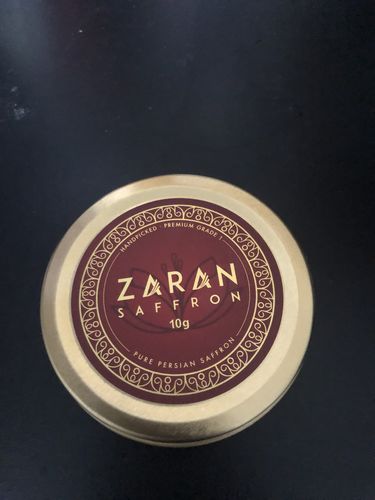 HANDPICKED - PREMIUM GRADE 1
ZARAN
SAFFRON
10g
PURE PERSIAN SAFFRON